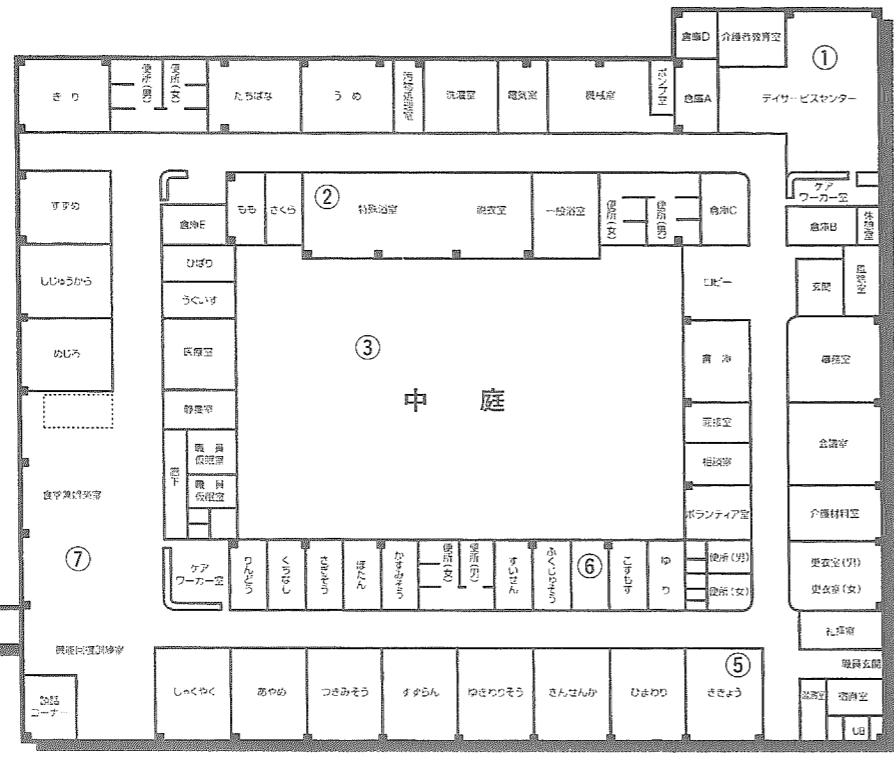 倉庫D
介護者教育室
①
デイサービスセンター
きり
便所(男)
便所(女)
たちばな
うめ
汚物処理室
洗濯室
電気室
機械室
ポンプ室
倉庫A
すずめ
倉庫E
もも
さくら
②
特殊浴室
脱衣室
一般浴室
便所(女)
便所(男)
倉庫C
ケア
ワーカー室
倉庫B
休憩室
しじゅうから
ひばり
うぐいす
ロビー
玄関
風除室
めじろ
医療室
③
中庭
倉庫
事務室
静養室
面接室
会議室
廊下
職員
仮眠室
職員
仮眠室
相談室
食堂兼娯楽室
ボランティア室
介護材料室
⑦
ケア
ワーカー室
りんどう
くちなし
さぎそう
ぼたん
かすみそう
便所(女)
便所(男)
すいせん
ふくじゅそう
⑥
こすもす
ゆり
便所(男)
便所(女)
更衣室(男)
更衣室(女)
機能回復訓練室
礼拝室
職員玄関
⑤
談話
コーナー
しゃくやく
あやめ
つきみそう
すずらん
ゆきわりそう
きんせんか
ひまわり
ききょう
宿直室
UB